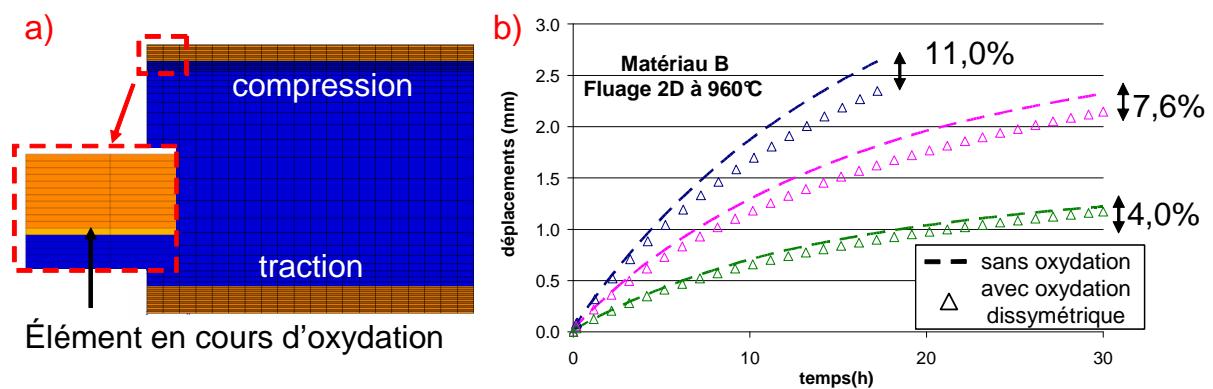 a)
compression
traction
Élément en cours d'oxydation
b)
déplacements (mm)
3.0
2.5
2.0
1.5
1.0
0.5
0.0
Matériau B
Fluage 2D à 960°C
11,0%
7,6%
4,0%
sans oxydation
avec oxydation
dissymétrique
0
10
20
30
temps(h)